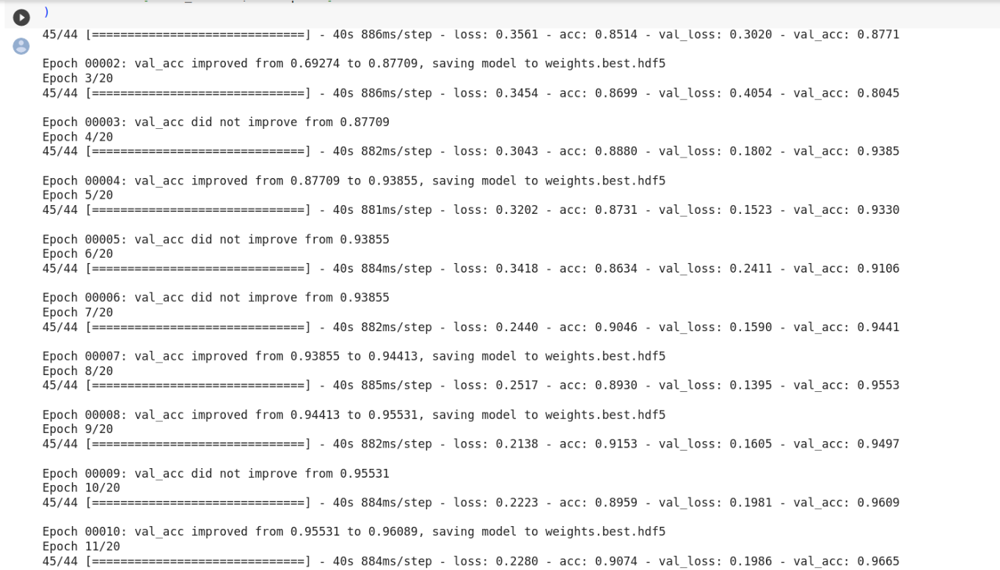 )
45/44 [==============================] - 40s 886ms/step - loss: 0.3561 - acc: 0.8514 - val_loss: 0.3020 - val_acc: 0.8771
Epoch 00002: val_acc improved from 0.69274 to 0.87709, saving model to weights.best.hdf5
Epoch 3/20
45/44 [==============================] - 40s 886ms/step - loss: 0.3454 - acc: 0.8699 - val_loss: 0.4054 - val_acc: 0.8045
Epoch 00003: val_acc did not improve from 0.87709
Epoch 4/20
45/44 [==============================] - 40s 882ms/step - loss: 0.3043 - acc: 0.8880 - val_loss: 0.1802 - val_acc: 0.9385
Epoch 00004: val_acc improved from 0.87709 to 0.93855, saving model to weights.best.hdf5
Epoch 5/20
45/44 [==============================] - 40s 881ms/step - loss: 0.3202 - acc: 0.8731 - val_loss: 0.1523 - val_acc: 0.9330
Epoch 00005: val_acc did not improve from 0.93855
Epoch 6/20
45/44 [==============================] - 40s 884ms/step - loss: 0.3418 - acc: 0.8634 - val_loss: 0.2411 - val_acc: 0.9106
Epoch 00006: val_acc did not improve from 0.93855
Epoch 7/20
45/44 [==============================] - 40s 882ms/step - loss: 0.2440 - acc: 0.9046 - val_loss: 0.1590 - val_acc: 0.9441
Epoch 00007: val_acc improved from 0.93855 to 0.94413, saving model to weights.best.hdf5
Epoch 8/20
45/44 [==============================] - 40s 885ms/step - loss: 0.2517 - acc: 0.8930 - val_loss: 0.1395 - val_acc: 0.9553
Epoch 00008: val_acc improved from 0.94413 to 0.95531, saving model to weights.best.hdf5
Epoch 9/20
45/44 [==============================] - 40s 882ms/step - loss: 0.2138 - acc: 0.9153 - val_loss: 0.1605 - val_acc: 0.9497
Epoch 00009: val_acc did not improve from 0.95531
Epoch 10/20
45/44 [==============================] - 40s 884ms/step - loss: 0.2223 - acc: 0.8959 - val_loss: 0.1981 - val_acc: 0.9609
Epoch 00010: val_acc improved from 0.95531 to 0.96089, saving model to weights.best.hdf5
Epoch 11/20
45/44 [==============================] - 40s 884ms/step - loss: 0.2280 - acc: 0.9074 - val_loss: 0.1986 - val_acc: 0.9665